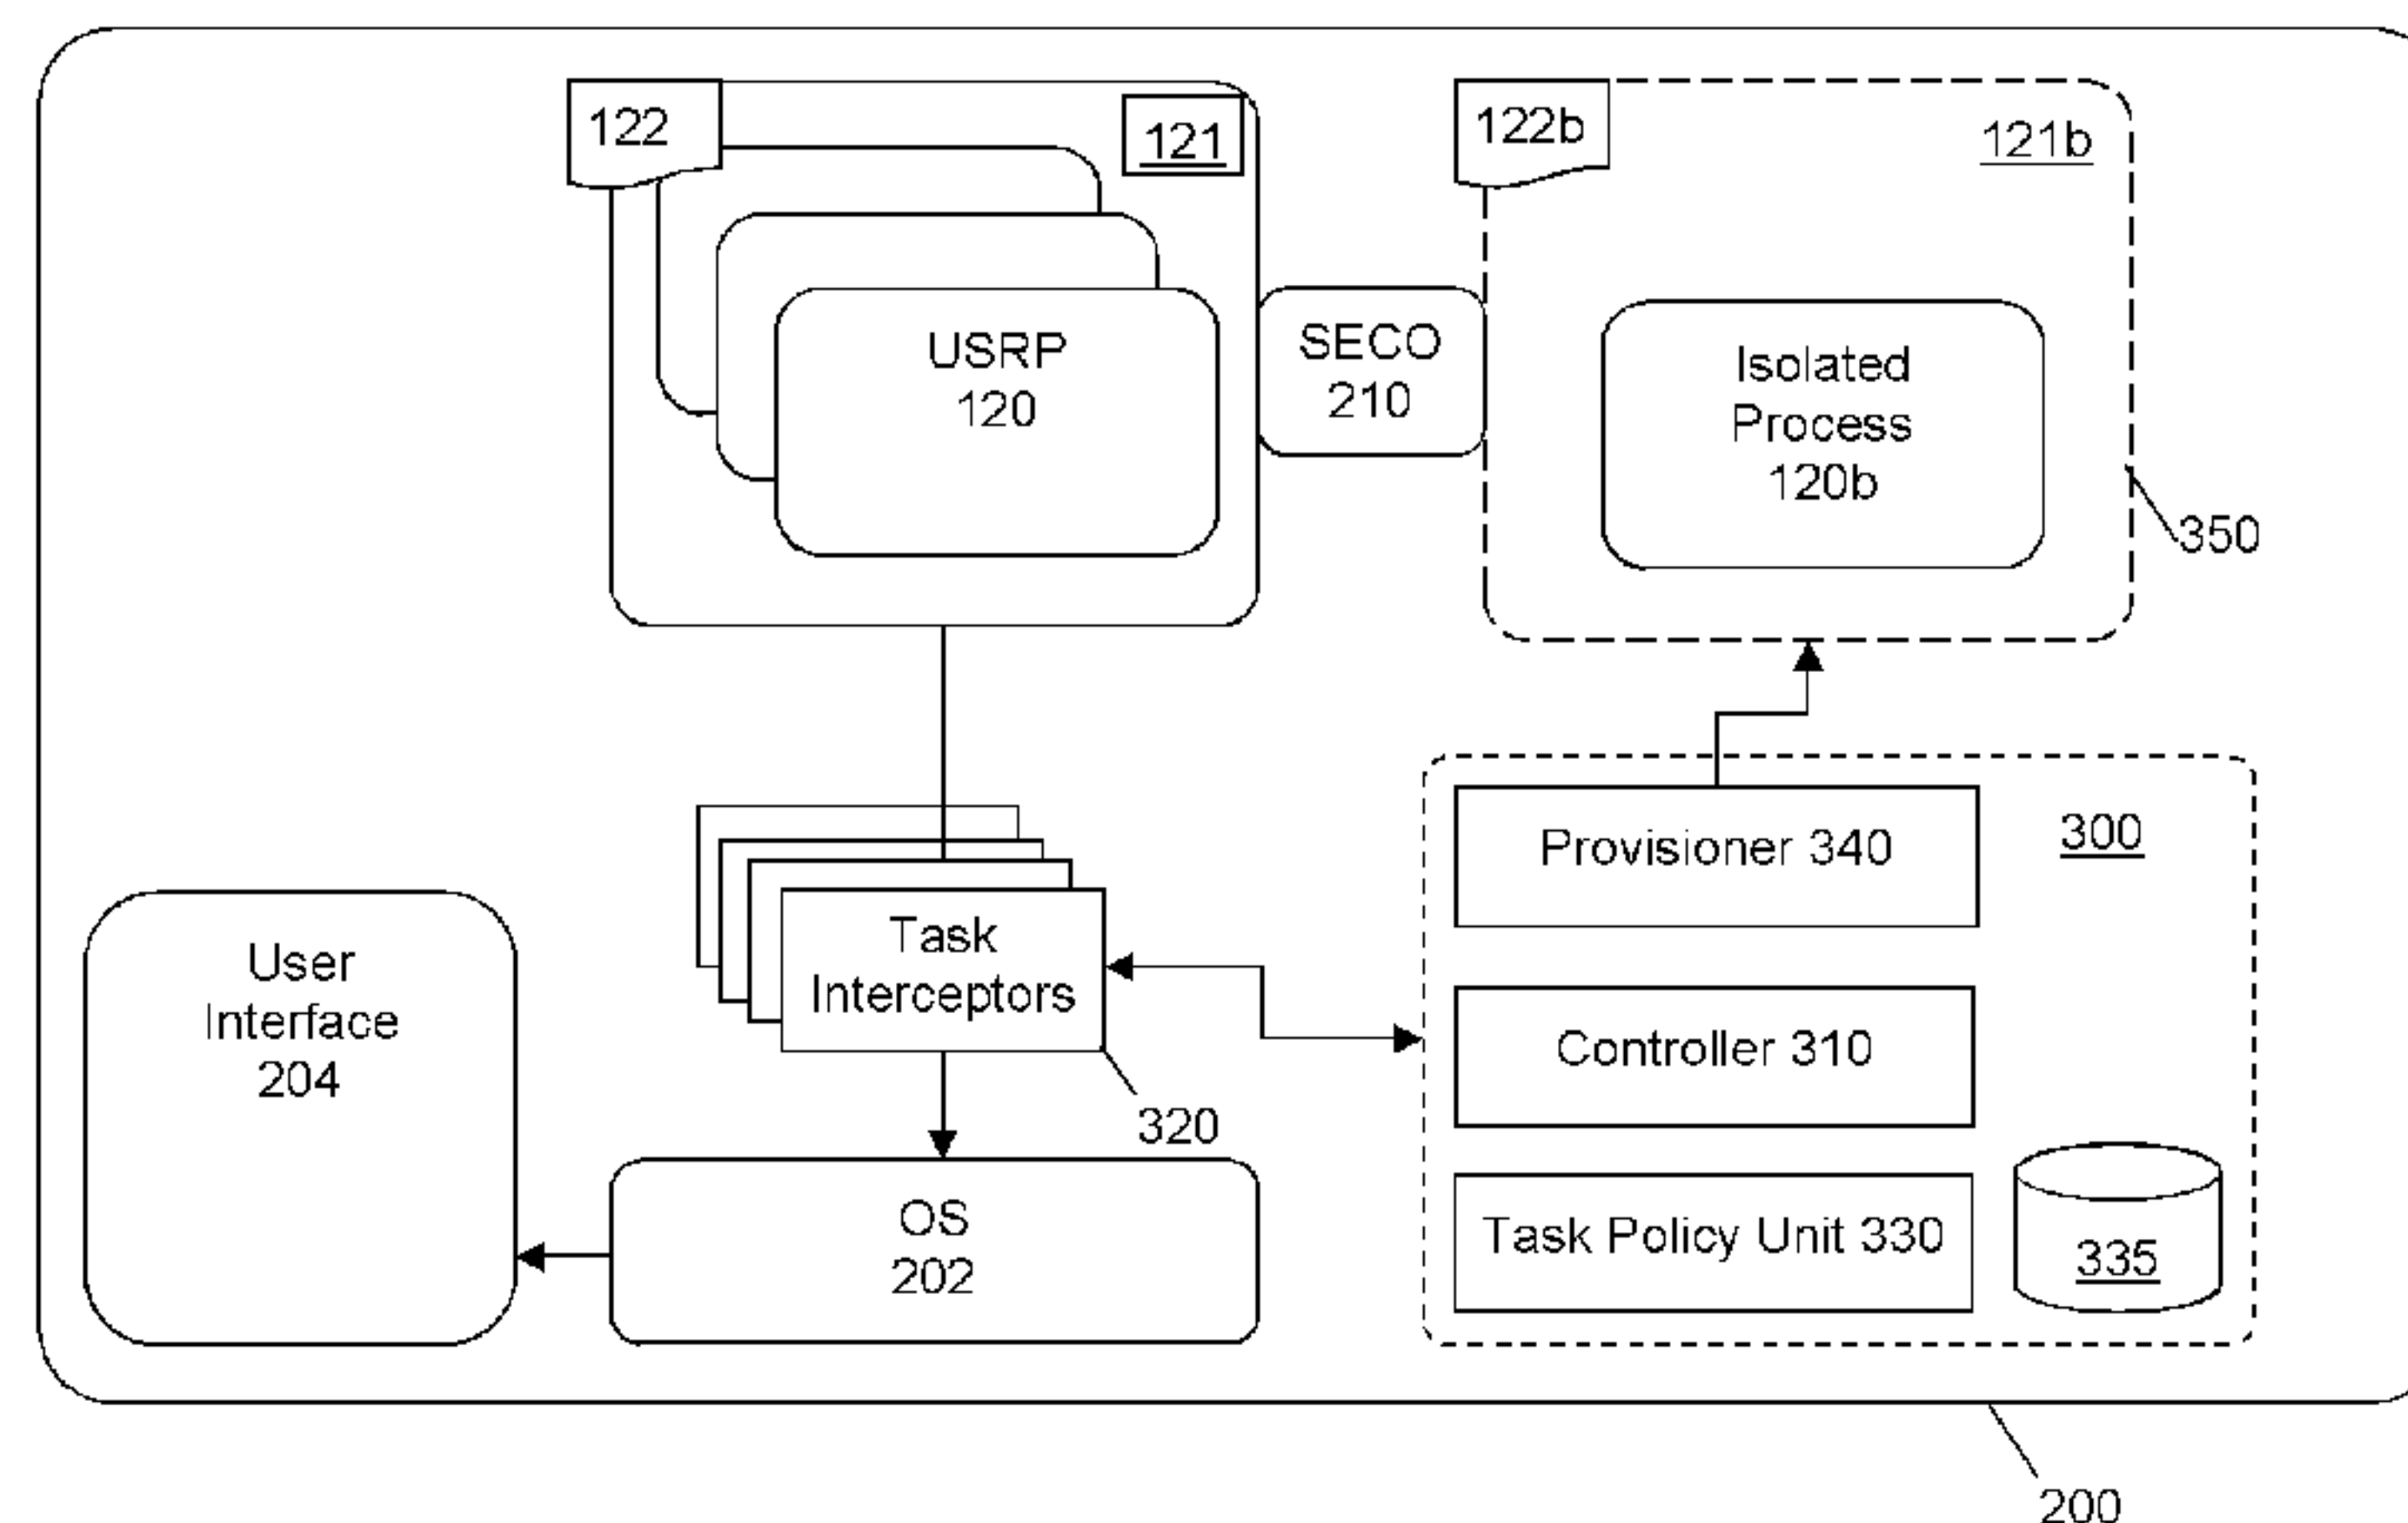 122
121
122b
121b
USRP
120
SECO
210
Isolated
Process
120b
350
Provisioner 340
300
Task
Interceptors
User
Interface
204
Controller 310
320
OS
202
Task Policy Unit 330
335
200